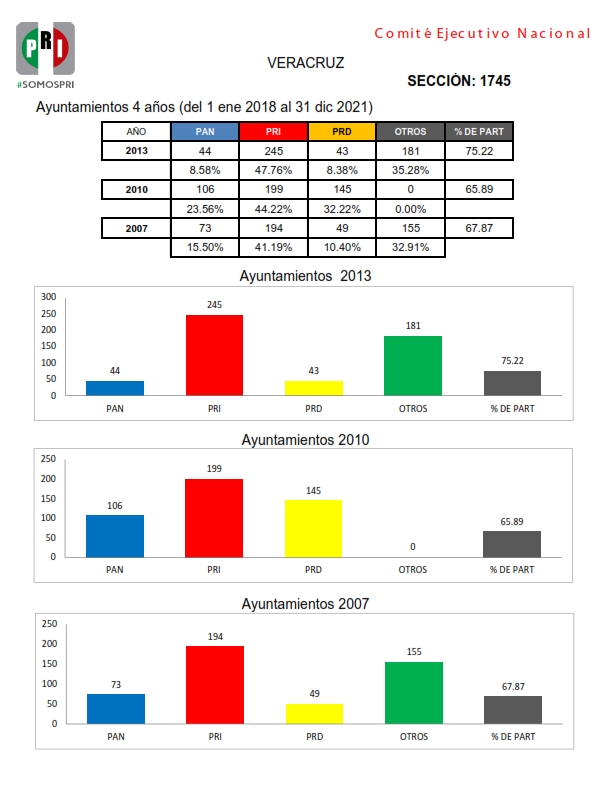 Comité Ejecutivo Nacional
PRI
#SOMOSPRI
VERACRUZ
SECCIÓN: 1745
Ayuntamientos 4 años (del 1 ene 2018 al 31 dic 2021)
AÑO PAN PRI PRD OTROS % DE PART
2013 44 245 43 181 75.22
8.58% 47.76% 8.38% 35.28%
2010 106 199 145 0 65.89
23.56% 44.22% 32.22% 0.00%
2007 73 194 49 155 67.87
15.50% 41.19% 10.40% 32.91%
Ayuntamientos 2013
300
250
200
150
100
50
0
44 245 43 181 75.22
PAN PRI PRD OTROS % DE PART
Ayuntamientos 2010
250
200
150
100
50
0
106 199 145 0 65.89
PAN PRI PRD OTROS % DE PART
Ayuntamientos 2007
250
200
150
100
50
0
73 194 49 155 67.87
PAN PRI PRD OTROS % DE PART